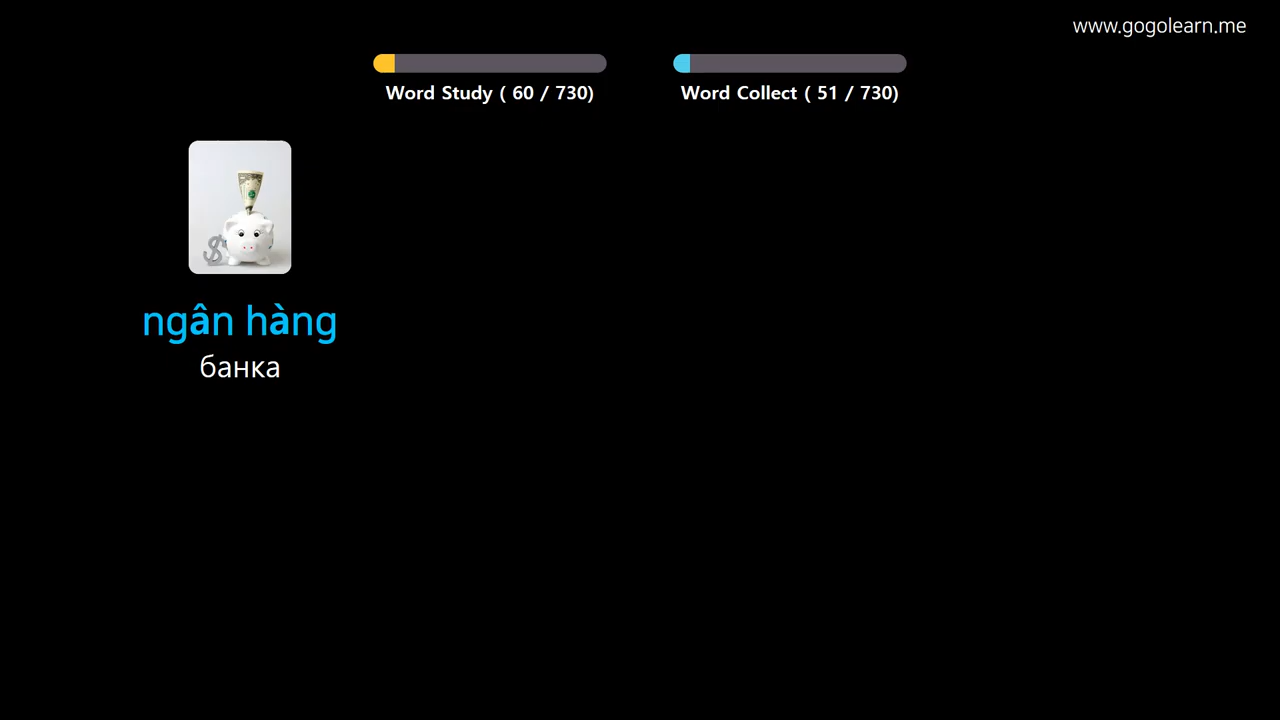 www.gogolearn.me
Word Study ( 60 / 730)
Word Collect ( 51 / 730)
ngân hàng
банка